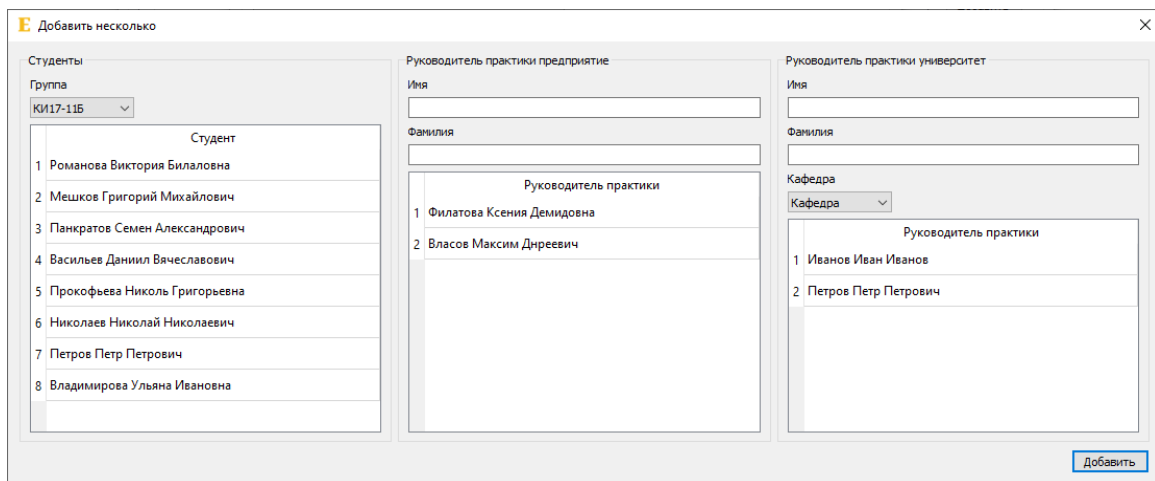 E Добавить несколько
Студенты
Группа
КИ17-11Б
Студент
1 Романова Виктория Билаловна
2 Мешков Григорий Михайлович
3 Панкратов Семен Александрович
4 Васильев Даниил Вячеславович
5 Прокофьева Николь Григорьевна
6 Николаев Николай Николаевич
7 Петров Петр Петрович
8 Владимирова Ульяна Ивановна
Руководитель практики предприятие
Имя
Фамилия
Руководитель практики
1 Филатова Ксения Демидовна
2 Власов Максим Днреевич
Руководитель практики университет
Имя
Фамилия
Кафедра
Кафедра
Руководитель практики
1 Иванов Иван Иванов
2 Петров Петр Петрович
Добавить